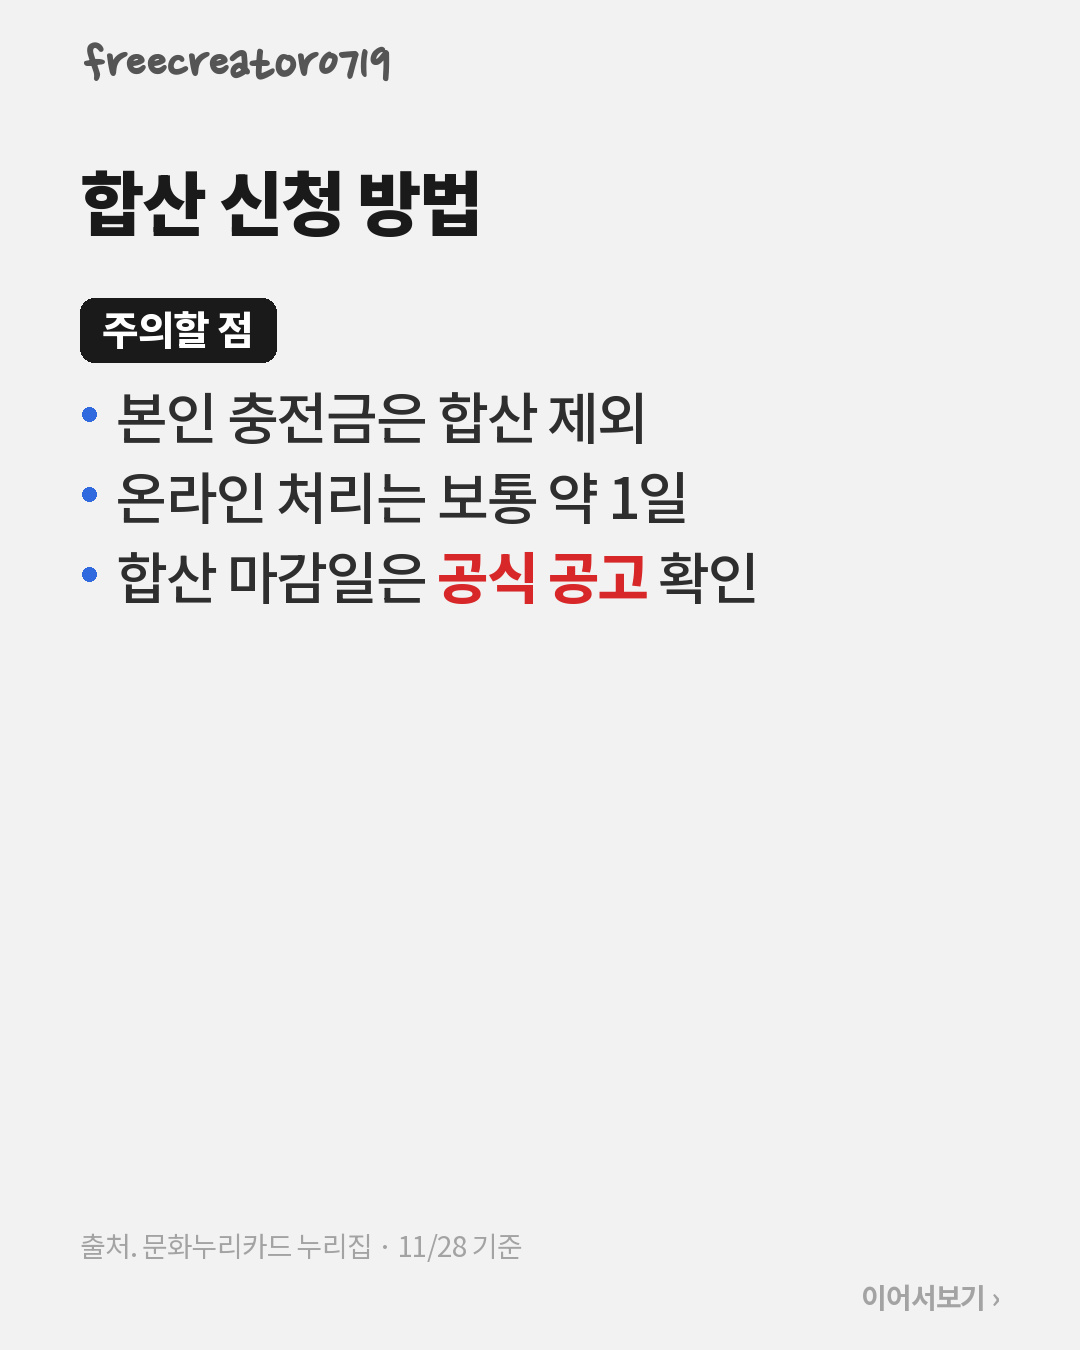 freecreator0719
합산 신청 방법
주의할 점
• 본인 충전금은 합산 제외
• 온라인 처리는 보통 약 1일
• 합산 마감일은 공식 공고 확인
출처. 문화누리카드 누리집 · 11/28 기준
이어서보기 ›